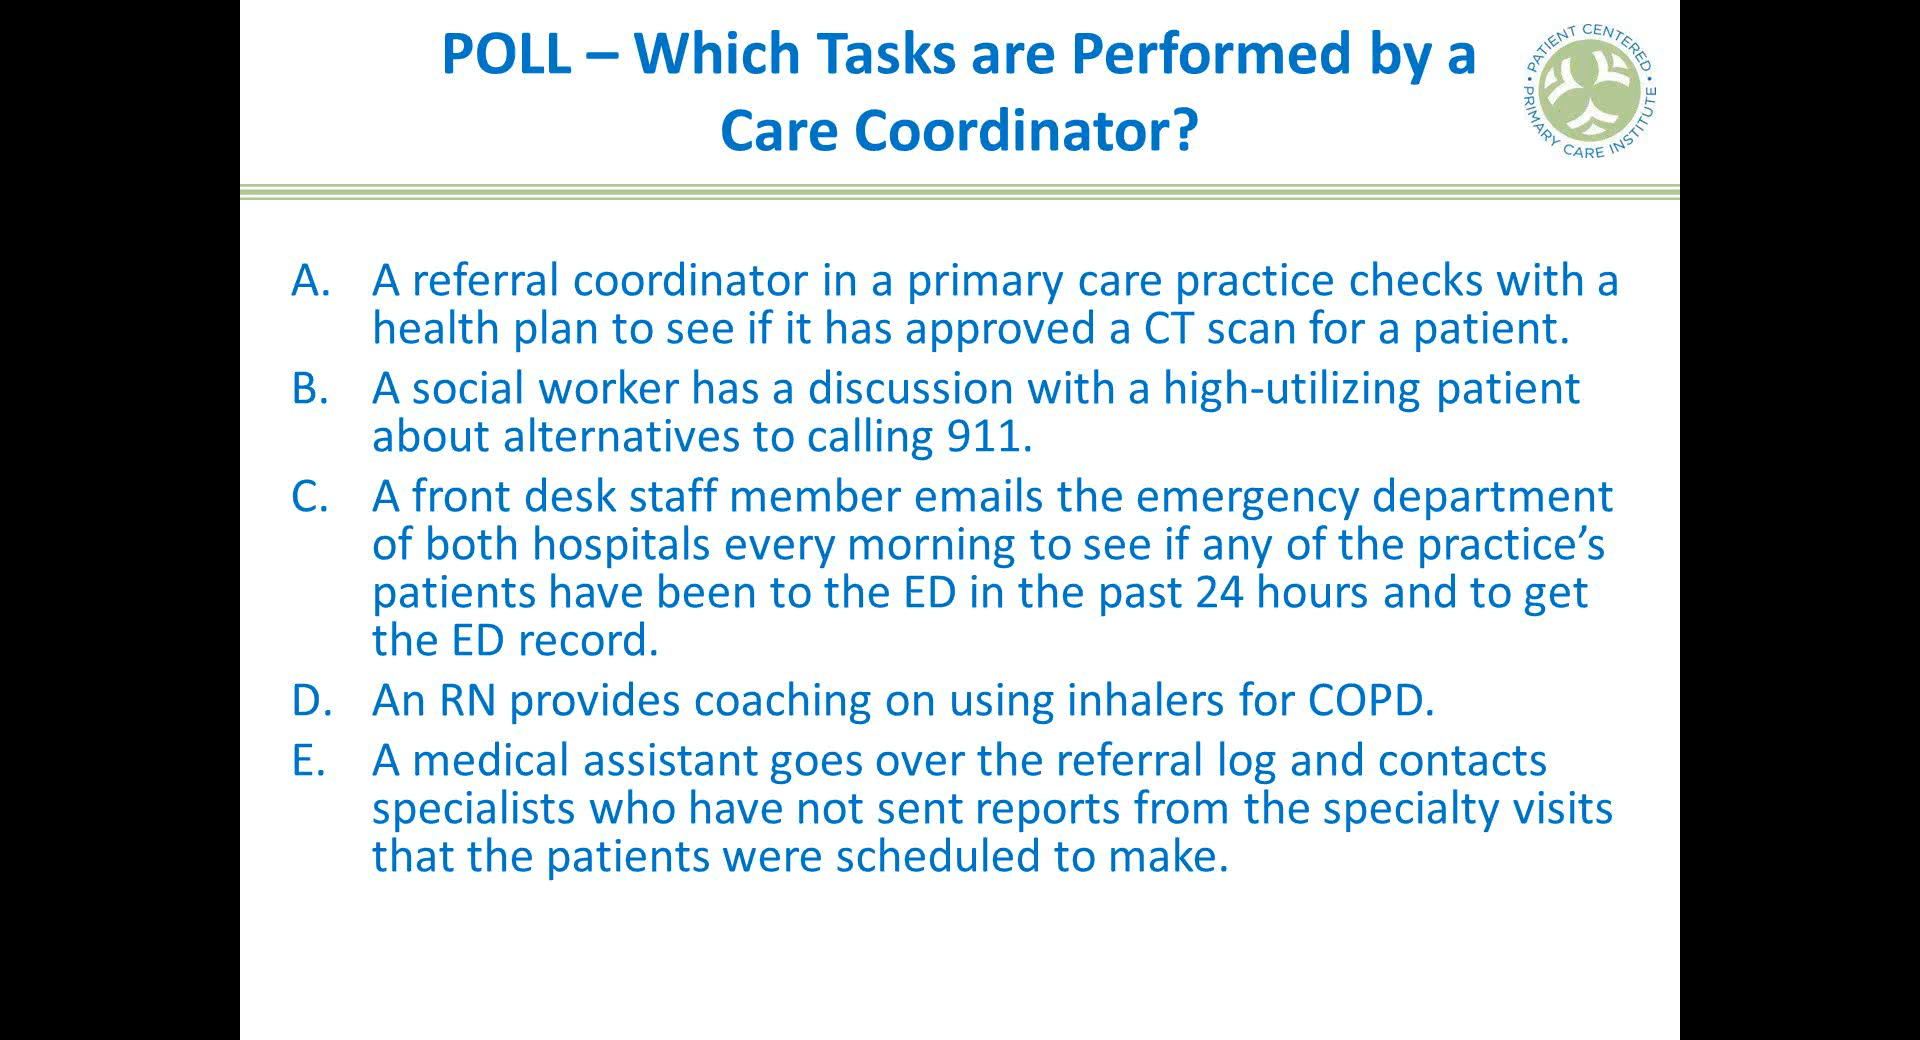 POLL – Which Tasks are Performed by a
Care Coordinator?
PATIENT CENTERED
PRIMARY CARE INSTITUTE
A. A referral coordinator in a primary care practice checks with a
health plan to see if it has approved a CT scan for a patient.
B. A social worker has a discussion with a high-utilizing patient
about alternatives to calling 911.
C. A front desk staff member emails the emergency department
of both hospitals every morning to see if any of the practice’s
patients have been to the ED in the past 24 hours and to get
the ED record.
D. An RN provides coaching on using inhalers for COPD.
E. A medical assistant goes over the referral log and contacts
specialists who have not sent reports from the specialty visits
that the patients were scheduled to make.